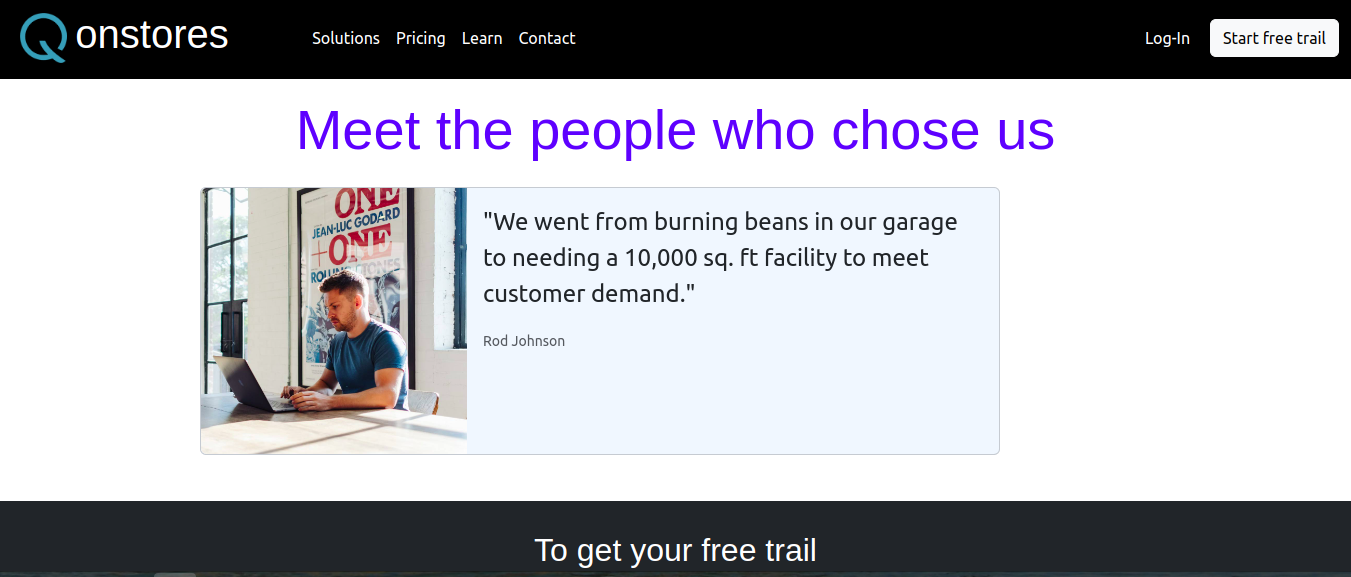 Qonstores
Solutions Pricing Learn Contact
Log-In Start free trail
Meet the people who chose us
ONE
JEAN-LUC GODARD
+ONE
ROLLING STONES
"We went from burning beans in our garage
to needing a 10,000 sq. ft facility to meet
customer demand."
Rod Johnson
To get your free trail